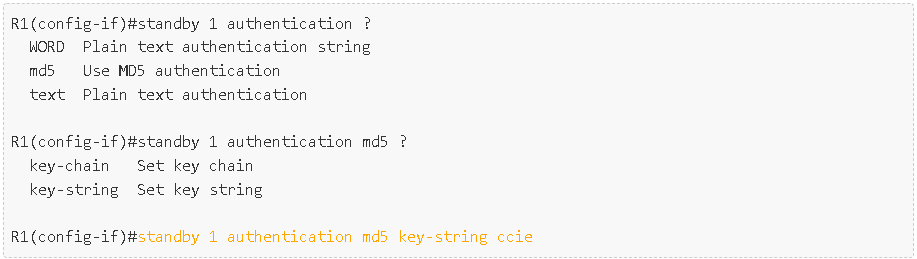 R1(config-if)#standby 1 authentication ?
  WORD  Plain text authentication string
  md5   Use MD5 authentication
  text  Plain text authentication

R1(config-if)#standby 1 authentication md5 ?
  key-chain   Set key chain
  key-string  Set key string

R1(config-if)#standby 1 authentication md5 key-string ccie